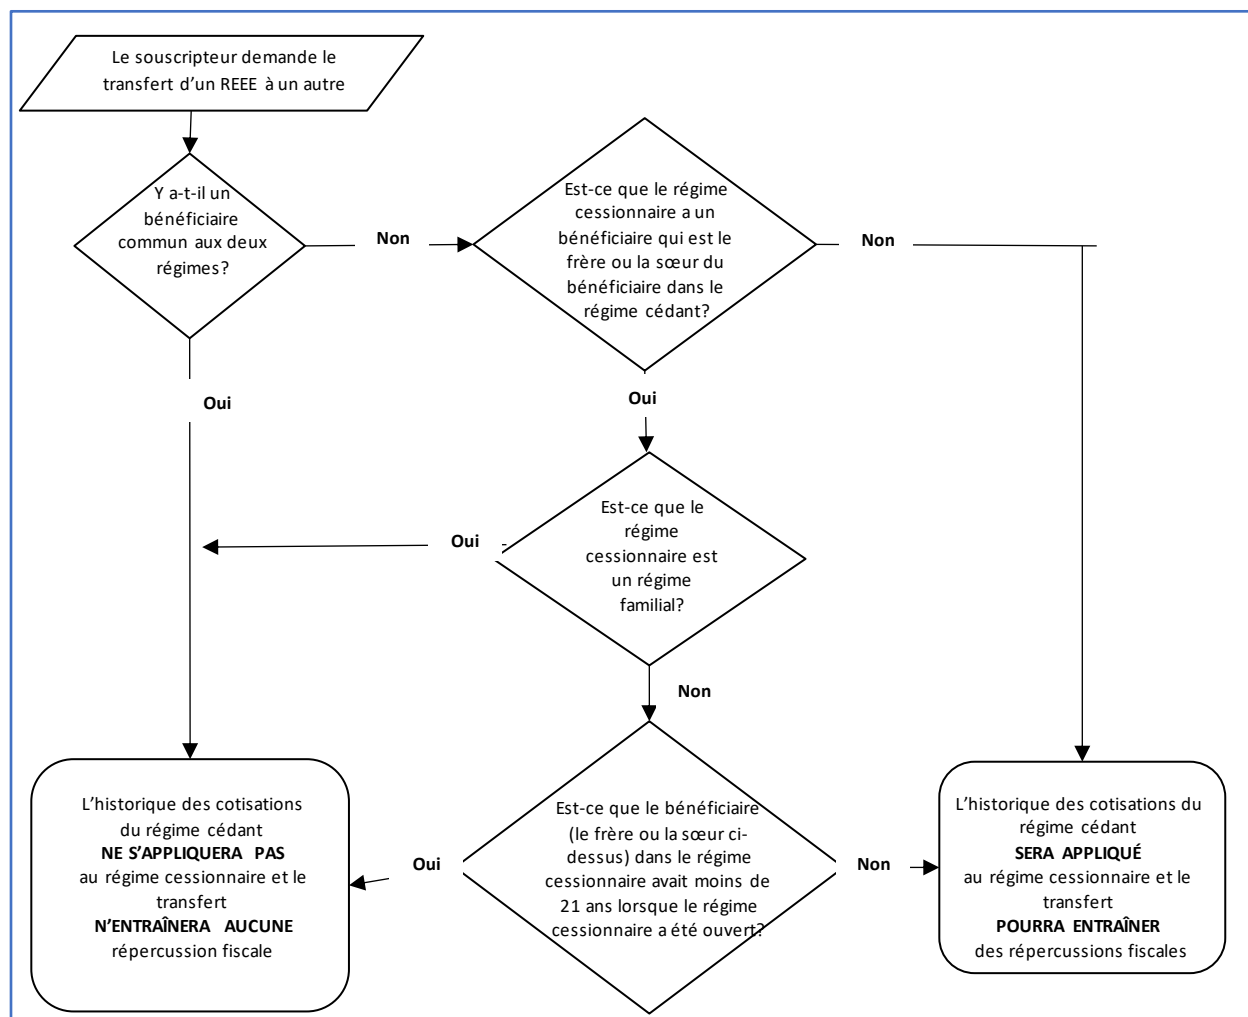 Le souscripteur demande le
transfert d'un REEE à un autre
Y a-t-il un
bénéficiaire
commun aux deux
régimes?
Non
Est-ce que le régime
cessionnaire a un
bénéficiaire qui est le
frère ou la sœur du
bénéficiaire dans le
régime cédant?
Non
Oui
Oui
Est-ce que le
régime
cessionnaire est
un régime
familial?
Oui
Non
L'historique des cotisations
du régime cédant
NE S'APPLIQUERA PAS
au régime cessionnaire et le
transfert
N'ENTRAÎNERA AUCUNE
répercussion fiscale
Oui
Est-ce que le bénéficiaire
(le frère ou la sœur ci-
dessus) dans le régime
cessionnaire avait moins de
21 ans lorsque le régime
cessionnaire a été ouvert?
Non
L'historique des cotisations du
régime cédant
SERA APPLIQUÉ
au régime cessionnaire et le
transfert
POURRA ENTRAÎNER
des répercussions fiscales